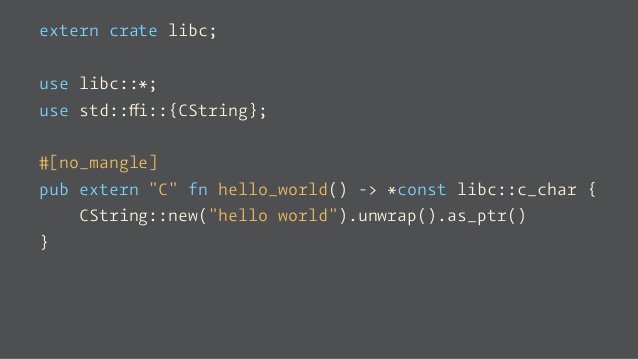 extern crate libc;
use libc::*;
use std::ffi::{CString};
#[no_mangle]
pub extern "C" fn hello_world() -> *const libc::c_char {
CString::new("hello world").unwrap().as_ptr()
}